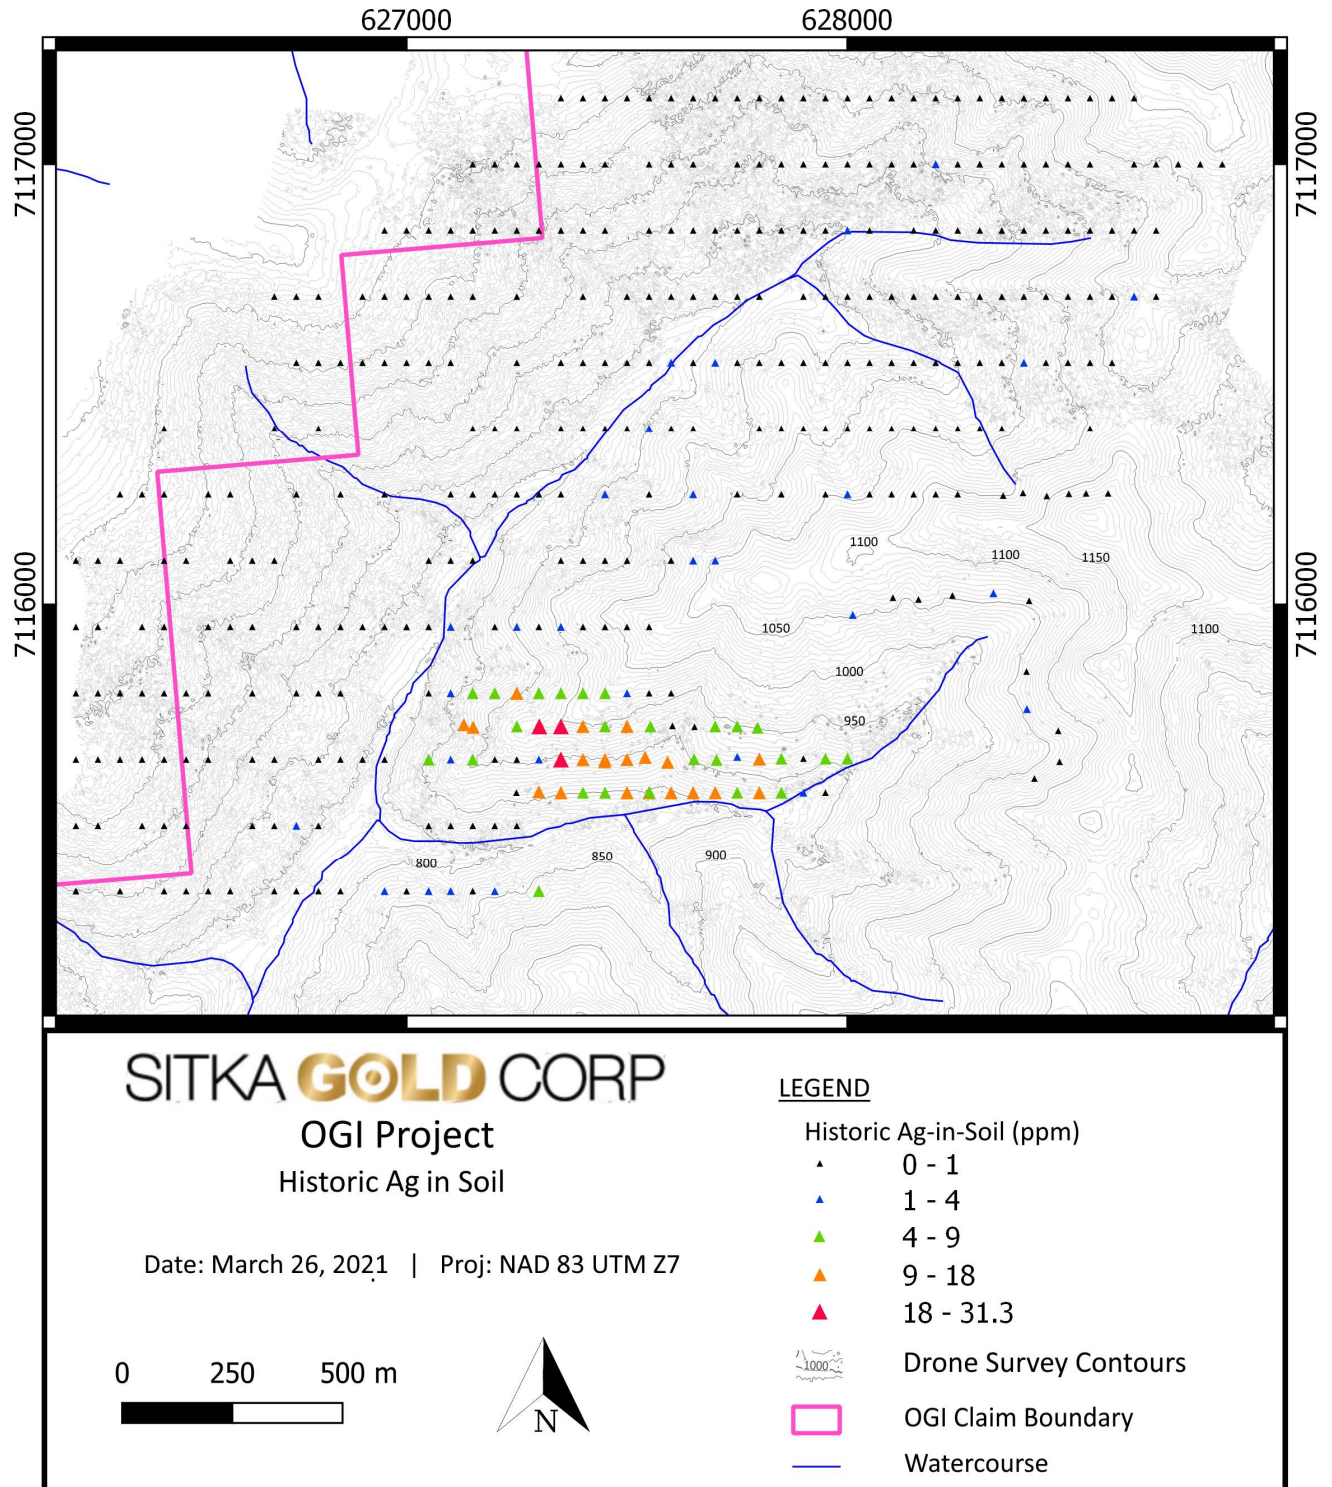 627000 628000
7117000 7117000
7116000 7116000
1100
1100
1150
1050
1100
1000
950
800
850
900
SITKA GOLD CORP
OGI Project
Historic Ag in Soil
Date: March 26, 2021 | Proj: NAD 83 UTM Z7
0 250 500 m
N
LEGEND
Historic Ag-in-Soil (ppm)
0 - 1
1 - 4
4 - 9
9 - 18
18 - 31.3
1000 Drone Survey Contours
OGI Claim Boundary
Watercourse